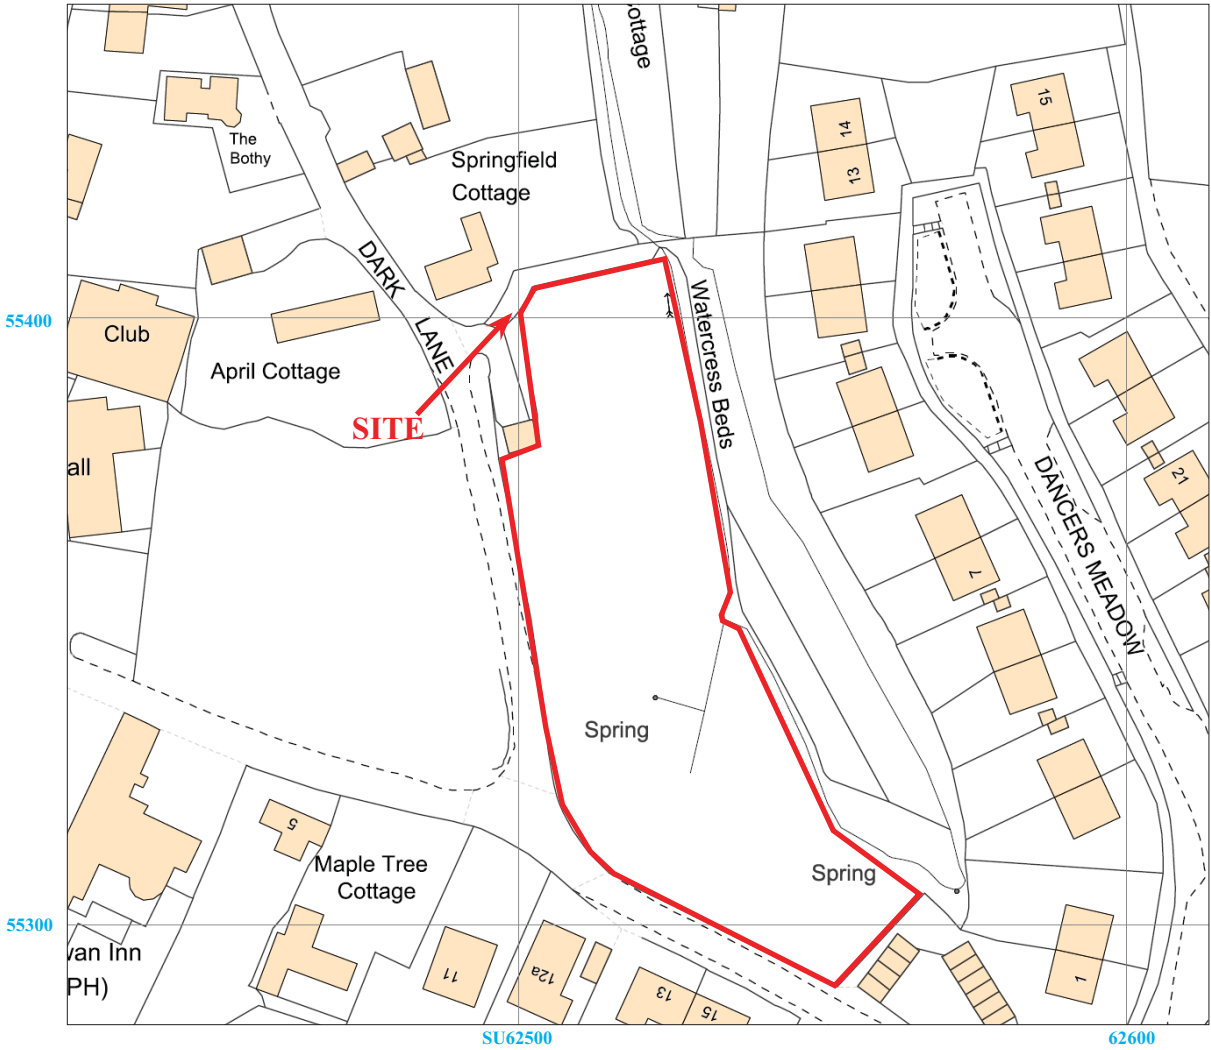 ottage
15
14
13
The
Bothy
Springfield
Cottage
DARK
LANE
Watercress Beds
55400
Club
April Cottage
SITE
all
21
DANCERS MEADOW
7
Spring
5
Maple Tree
Cottage
Spring
55300
van Inn
PH)
11
12a
13
15
1
SU62500
62600